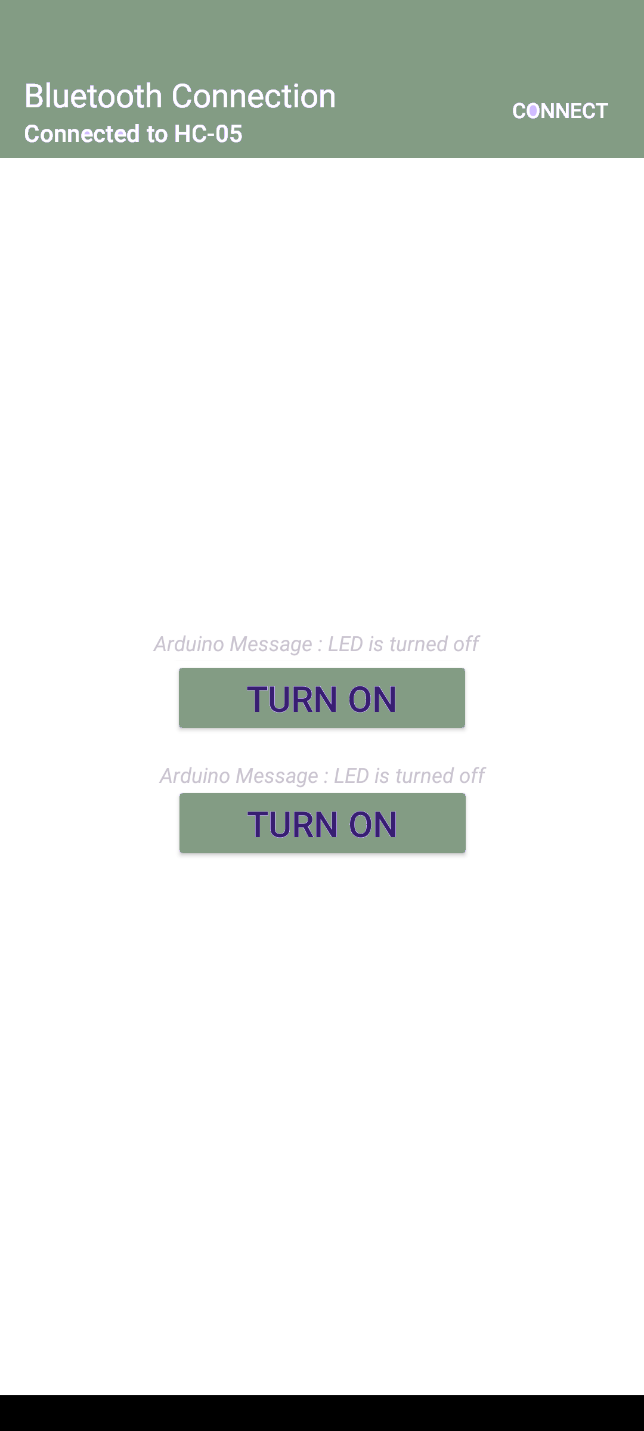 Bluetooth Connection
Connected to HC-05
CONNECT
Arduino Message : LED is turned off
TURN ON
Arduino Message : LED is turned off
TURN ON